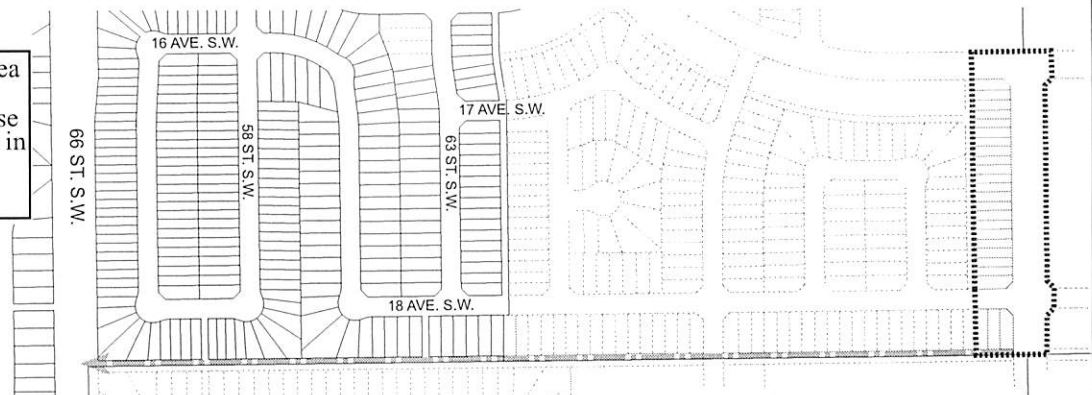 ea
se
in
16 AVE. S.W.
17 AVE. S.W.
66 ST. S.W.
58 ST. S.W.
63 ST. S.W.
18 AVE. S.W.